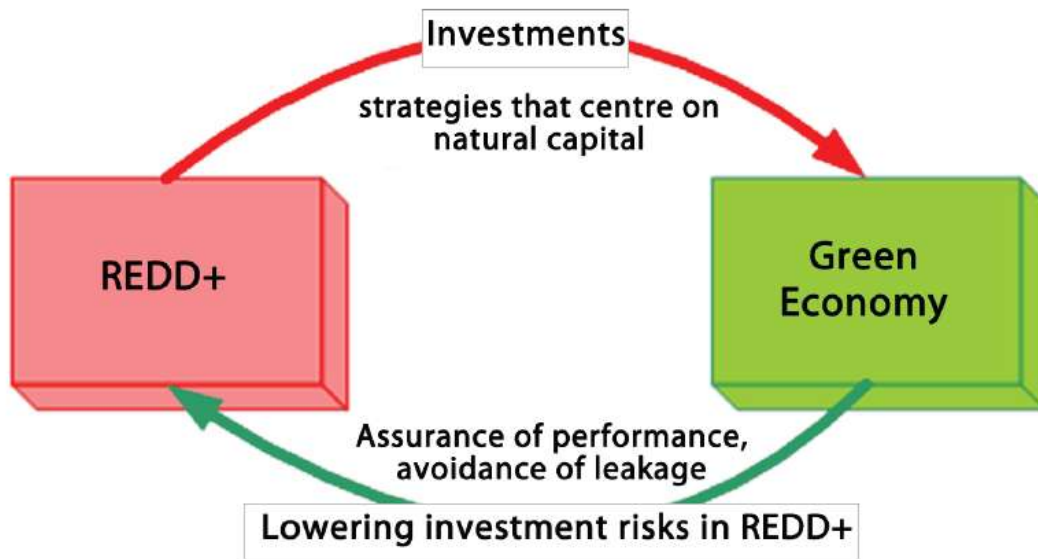 Investments
strategies that centre on
natural capital
REDD+
Green
Economy
Assurance of performance,
avoidance of leakage
Lowering investment risks in REDD+